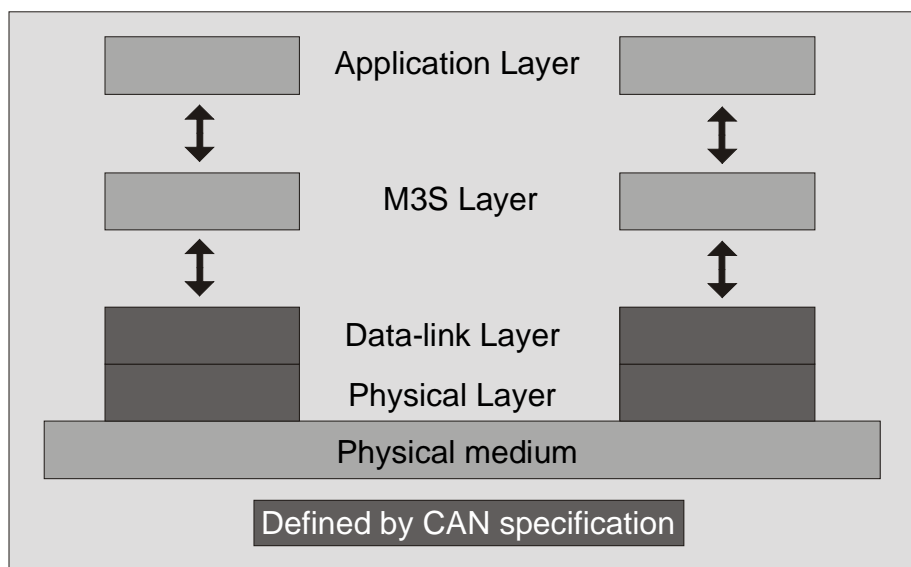 Application Layer
M3S Layer
Data-link Layer
Physical Layer
Physical medium
Defined by CAN specification